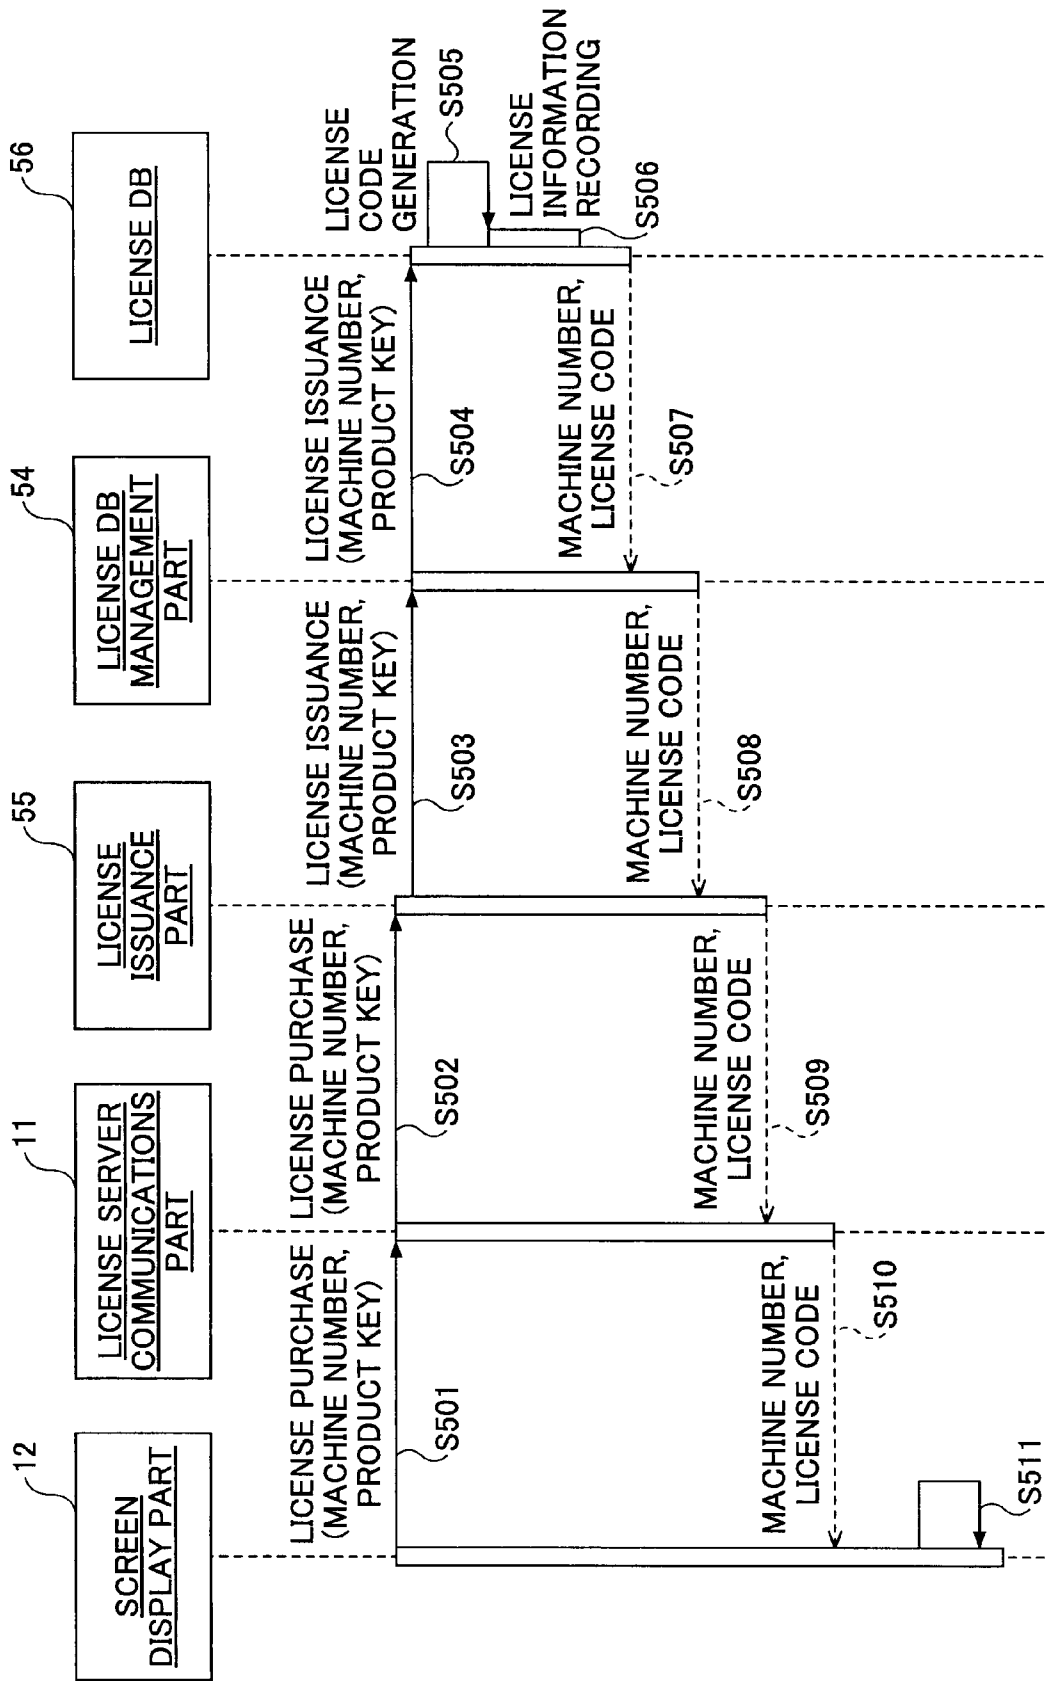 12
SCREEN
DISPLAY PART
11
LICENSE SERVER
COMMUNICATIONS
PART
55
LICENSE
ISSUANCE
PART
54
LICENSE DB
MANAGEMENT
PART
56
LICENSE DB
LICENSE PURCHASE
(MACHINE NUMBER,
PRODUCT KEY)
S501
LICENSE PURCHASE
(MACHINE NUMBER,
PRODUCT KEY)
S502
LICENSE ISSUANCE
(MACHINE NUMBER,
PRODUCT KEY)
S503
LICENSE ISSUANCE
(MACHINE NUMBER,
PRODUCT KEY)
S504
LICENSE
CODE
GENERATION
S505
LICENSE
INFORMATION
RECORDING
S506
MACHINE NUMBER,
LICENSE CODE
S507
MACHINE NUMBER,
LICENSE CODE
S508
MACHINE NUMBER,
LICENSE CODE
S509
MACHINE NUMBER,
LICENSE CODE
S510
S511